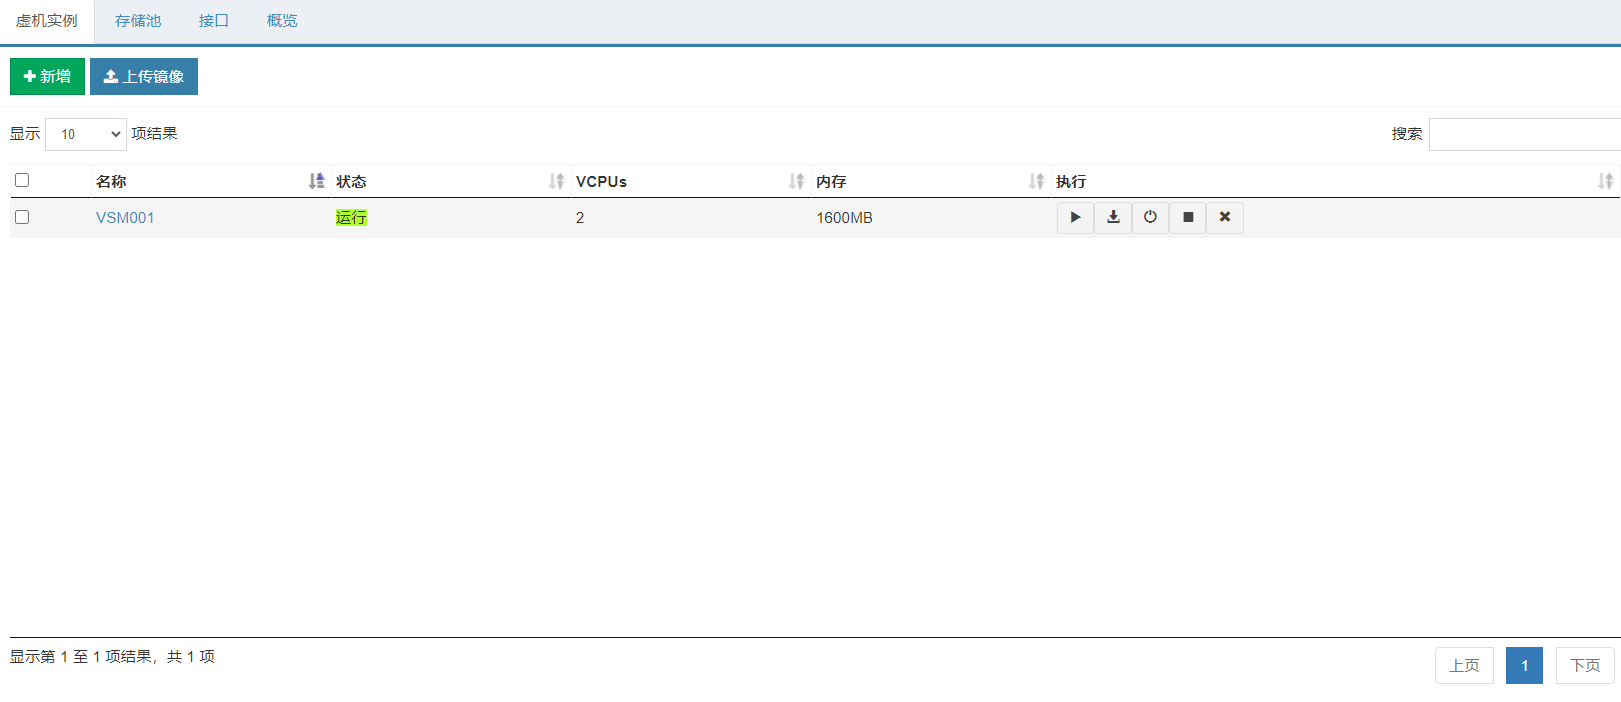 虚机实例 存储池 接口 概览
新增 上传镜像
显示 10 项结果 搜索
名称 状态 VCPUs 内存 执行
VSM001 运行 2 1600MB
显示第 1 至 1 项结果，共 1 项 上页 1 下页